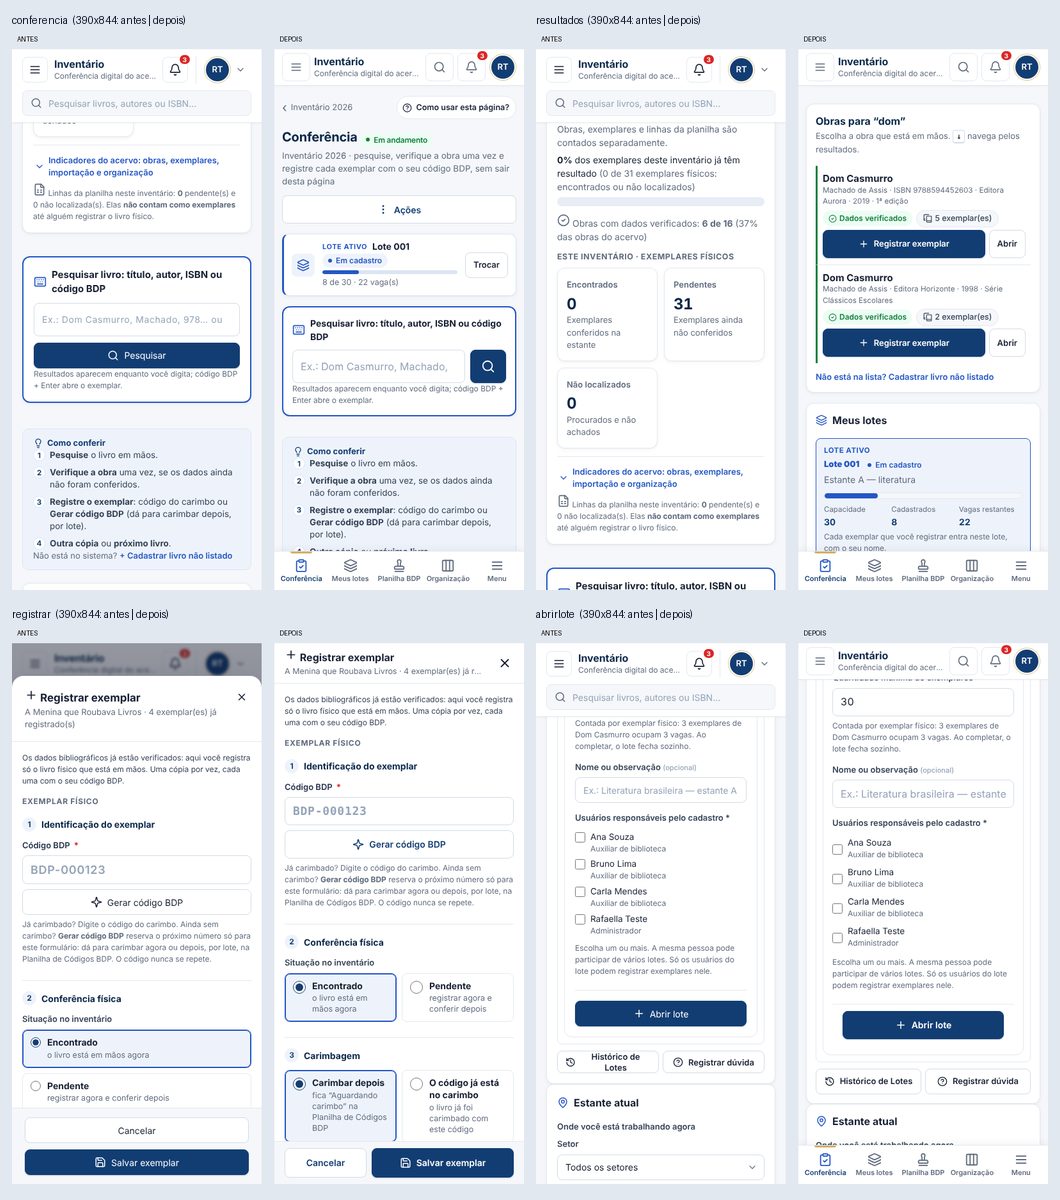 conferencia (390x844: antes | depois)
ANTES
Inventário
Conferência digital do ace...
3
RT
Pesquisar livros, autores ou ISBN...
Indicadores do acervo: obras, exemplares,
importação e organização
Linhas da planilha neste inventário: 0 pendente(s) e
0 não localizada(s). Elas não contam como exemplares
até alguém registrar o livro físico.
Pesquisar livro: título, autor, ISBN ou
código BDP
Ex.: Dom Casmurro, Machado, 978... ou
Pesquisar
Resultados aparecem enquanto você digita; código BDP
+ Enter abre o exemplar.
Como conferir
1 Pesquise o livro em mãos.
2 Verifique a obra uma vez, se os dados ainda
não foram conferidos.
3 Registre o exemplar: código do carimbo ou
Gerar código BDP (dá para carimbar depois,
por lote).
4 Outra cópia ou próximo livro.
Não está no sistema? + Cadastrar livro não listado
DEPOIS
Inventário
Conferência digital do acer...
3
RT
Inventário 2026
Como usar esta página?
Conferência
Em andamento
Inventário 2026 · pesquise, verifique a obra uma vez e
registre cada exemplar com o seu código BDP, sem sair
desta página
Ações
LOTE ATIVO Lote 001
Em cadastro
8 de 30 · 22 vaga(s)
Trocar
Pesquisar livro: título, autor, ISBN ou código
BDP
Ex.: Dom Casmurro, Machado,
Resultados aparecem enquanto você digita; código BDP +
Enter abre o exemplar.
Como conferir
1 Pesquise o livro em mãos.
2 Verifique a obra uma vez, se os dados ainda
não foram conferidos.
3 Registre o exemplar: código do carimbo ou
Gerar código BDP (dá para carimbar depois,
por lote).
4 Outra cópia ou próximo livro.
Conferência
Meus lotes
Planilha BDP
Organização
Menu
resultados (390x844: antes | depois)
ANTES
Inventário
Conferência digital do ace...
3
RT
Pesquisar livros, autores ou ISBN...
Obras, exemplares e linhas da planilha são
contados separadamente.
0% dos exemplares deste inventário já têm
resultado (0 de 31 exemplares físicos:
encontrados ou não localizados)
Obras com dados verificados: 6 de 16 (37%
das obras do acervo)
ESTE INVENTÁRIO · EXEMPLARES FÍSICOS
Encontrados
0
Exemplares
conferidos na
estante
Pendentes
31
Exemplares ainda
não conferidos
Não localizados
0
Procurados e não
achados
Indicadores do acervo: obras, exemplares,
importação e organização
Linhas da planilha neste inventário: 0 pendente(s) e
0 não localizada(s). Elas não contam como exemplares
até alguém registrar o livro físico.
Pesquisar livro: título, autor, ISBN ou
DEPOIS
Inventário
Conferência digital do acer...
3
RT
Obras para “dom”
Escolha a obra que está em mãos. ↓ navega pelos
resultados.
Dom Casmurro
Machado de Assis · ISBN 9788594452603 · Editora
Aurora · 2019 · 1ª edição
Dados verificados
5 exemplar(es)
+ Registrar exemplar
Abrir
Dom Casmurro
Machado de Assis · Editora Horizonte · 1998 · Série
Clássicos Escolares
Dados verificados
2 exemplar(es)
+ Registrar exemplar
Abrir
Não está na lista? Cadastrar livro não listado
Meus lotes
LOTE ATIVO
Lote 001
Em cadastro
Estante A — literatura
Capacidade
30
Cadastrados
8
Vagas restantes
22
Cada exemplar que você registrar entra neste lote,
com o seu nome.
Conferência
Meus lotes
Planilha BDP
Organização
Menu
registrar (390x844: antes | depois)
ANTES
Inventário
+ Registrar exemplar
A Menina que Roubava Livros · 4 exemplar(es) já
registrado(s)
Os dados bibliográficos já estão verificados: aqui você registra
só o livro físico que está em mãos. Uma cópia por vez, cada
uma com o seu código BDP.
EXEMPLAR FÍSICO
1 Identificação do exemplar
Código BDP *
BDP-000123
Gerar código BDP
Já carimbado? Digite o código do carimbo. Ainda sem
carimbo? Gerar código BDP reserva o próximo número só para
este formulário: dá para carimbar agora ou depois, por lote, na
Planilha de Códigos BDP. O código nunca se repete.
2 Conferência física
Situação no inventário
Encontrado
o livro está em mãos agora
Pendente
registrar agora e conferir depois
Cancelar
Salvar exemplar
DEPOIS
+ Registrar exemplar
A Menina que Roubava Livros · 4 exemplar(es) já r...
Os dados bibliográficos já estão verificados: aqui você registra
só o livro físico que está em mãos. Uma cópia por vez, cada
uma com o seu código BDP.
EXEMPLAR FÍSICO
1 Identificação do exemplar
Código BDP *
BDP-000123
Gerar código BDP
Já carimbado? Digite o código do carimbo. Ainda sem
carimbo? Gerar código BDP reserva o próximo número só para
este formulário: dá para carimbar agora ou depois, por lote, na
Planilha de Códigos BDP. O código nunca se repete.
2 Conferência física
Situação no inventário
Encontrado
o livro está em
mãos agora
Pendente
registrar agora e
conferir depois
3 Carimbagem
Carimbar depois
fica “Aguardando
carimbo” na
Planilha de Códigos
BDP
O código já está
no carimbo
o livro já foi
carimbado com
este código
Cancelar
Salvar exemplar
abrirlote (390x844: antes | depois)
ANTES
Inventário
Conferência digital do ace...
3
RT
Pesquisar livros, autores ou ISBN...
Contada por exemplar físico: 3 exemplares de
Dom Casmurro ocupam 3 vagas. Ao
completar, o lote fecha sozinho.
Nome ou observação (opcional)
Ex.: Literatura brasileira — estante A
Usuários responsáveis pelo cadastro *
Ana Souza
Auxiliar de biblioteca
Bruno Lima
Auxiliar de biblioteca
Carla Mendes
Auxiliar de biblioteca
Rafaella Teste
Administrador
Escolha um ou mais. A mesma pessoa pode
participar de vários lotes. Só os usuários do
lote podem registrar exemplares nele.
+ Abrir lote
Histórico de
Lotes
Registrar dúvida
Estante atual
Onde você está trabalhando agora
Setor
Todos os setores
DEPOIS
Inventário
Conferência digital do acer...
3
RT
30
Contada por exemplar físico: 3 exemplares de
Dom Casmurro ocupam 3 vagas. Ao completar, o
lote fecha sozinho.
Nome ou observação (opcional)
Ex.: Literatura brasileira — estante
Usuários responsáveis pelo cadastro *
Ana Souza
Auxiliar de biblioteca
Bruno Lima
Auxiliar de biblioteca
Carla Mendes
Auxiliar de biblioteca
Rafaella Teste
Administrador
Escolha um ou mais. A mesma pessoa pode
participar de vários lotes. Só os usuários do lote
podem registrar exemplares nele.
+ Abrir lote
Histórico de Lotes
Registrar dúvida
Estante atual
Onde você está trabalhando agora
Conferência
Meus lotes
Planilha BDP
Organização
Menu